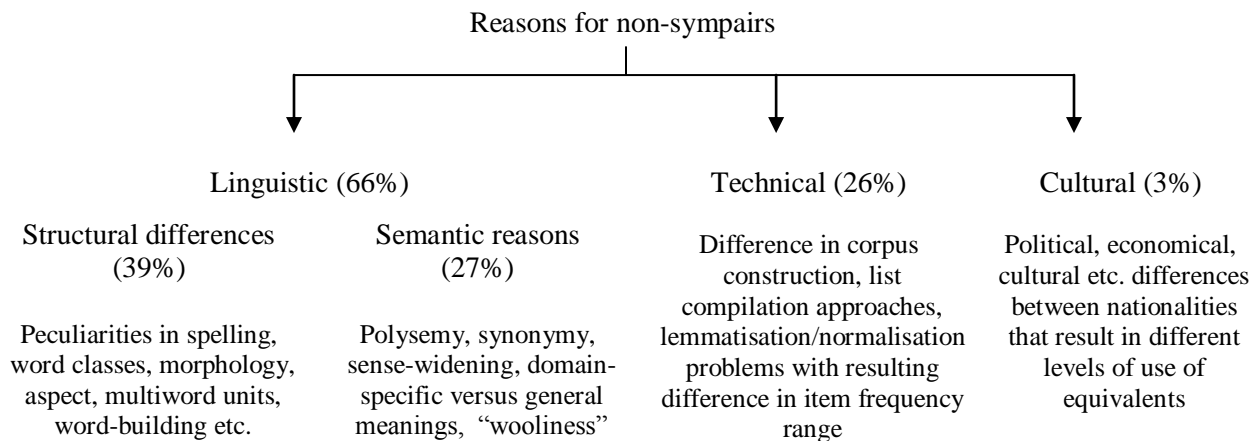 Reasons for non-sympairs
Linguistic (66%)
Technical (26%)
Cultural (3%)
Structural differences
(39%)
Peculiarities in spelling,
word classes, morphology,
aspect, multiword units,
word-building etc.
Semantic reasons
(27%)
Polysemy, synonymy,
sense-widening, domain-
specific versus general
meanings,  “wooliness”
Difference in corpus
construction, list
compilation approaches,
lemmatisation/normalisation
problems with resulting
difference in item frequency
range
Political, economical,
cultural etc. differences
between nationalities
that result in different
levels of use of
equivalents